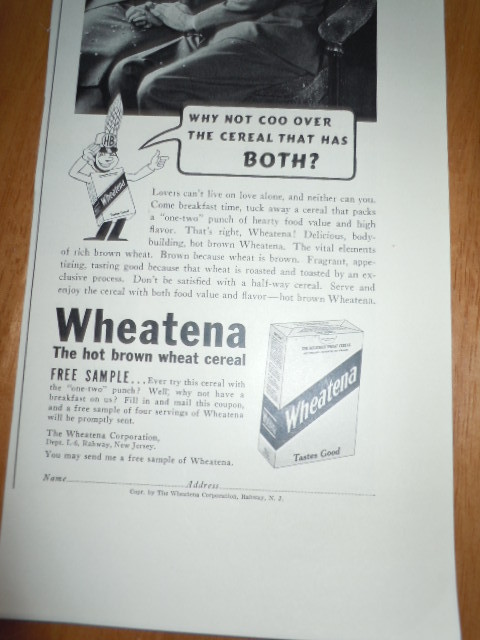 WHY NOT COO OVER
THE CEREAL THAT HAS
BOTH?
HB
Wheatena
Lovers can't live on love alone, and neither can you.
Come breakfast time, tuck away a cereal that packs
a "one-two" punch of hearty food value and high
flavor. That's right, Wheatena! Delicious, body-
building, hot brown Wheatena. The vital elements
of rich brown wheat. Brown because wheat is brown. Fragrant, appe-
tizing, tasting good because that wheat is roasted and toasted by an ex-
clusive process. Don't be satisfied with a half-way cereal. Serve and
enjoy the cereal with both food value and flavor—hot brown Wheatena.
Wheatena
The hot brown wheat cereal
FREE SAMPLE...Ever try this cereal with
the "one-two" punch? Well, why not have a
breakfast on us? Fill in and mail this coupon,
and a free sample of four servings of Wheatena
will be promptly sent.
The Wheatena Corporation,
Dept. L-6, Rahway, New Jersey.
You may send me a free sample of Wheatena.
Name Address
Copr. by The Wheatena Corporation, Rahway, N. J.
Wheatena
Tastes Good